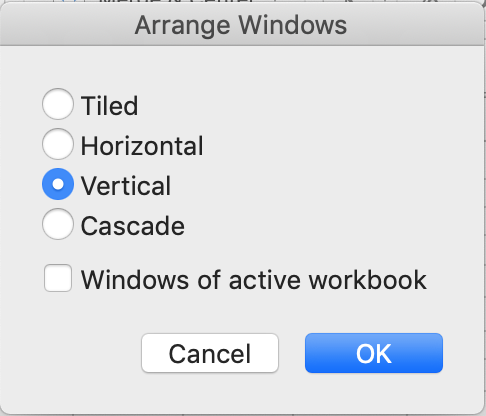 Arrange Windows
Tiled
Horizontal
Vertical
Cascade
Windows of active workbook
Cancel OK